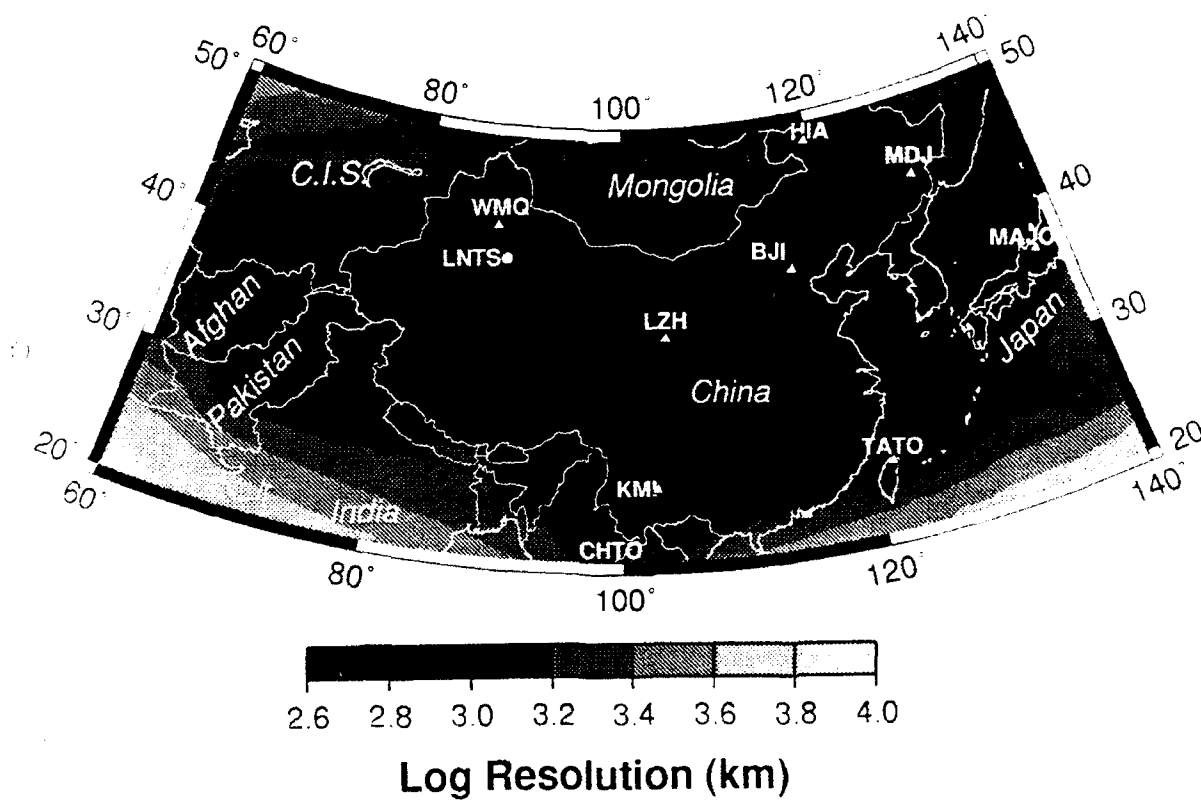 60°
50°
140°
50
80°
100°
120°
HIA
MDJ
C.I.S.
Mongolia
40°
40
WMQ
MAJO
LNTS
BJI
Afghan
30°
30
LZH
Japan
Pakistan
China
20°
20
TATO
60°
KMI
140°
India
CHTO
80°
120°
100°
2.6 2.8 3.0 3.2 3.4 3.6 3.8 4.0
Log Resolution (km)